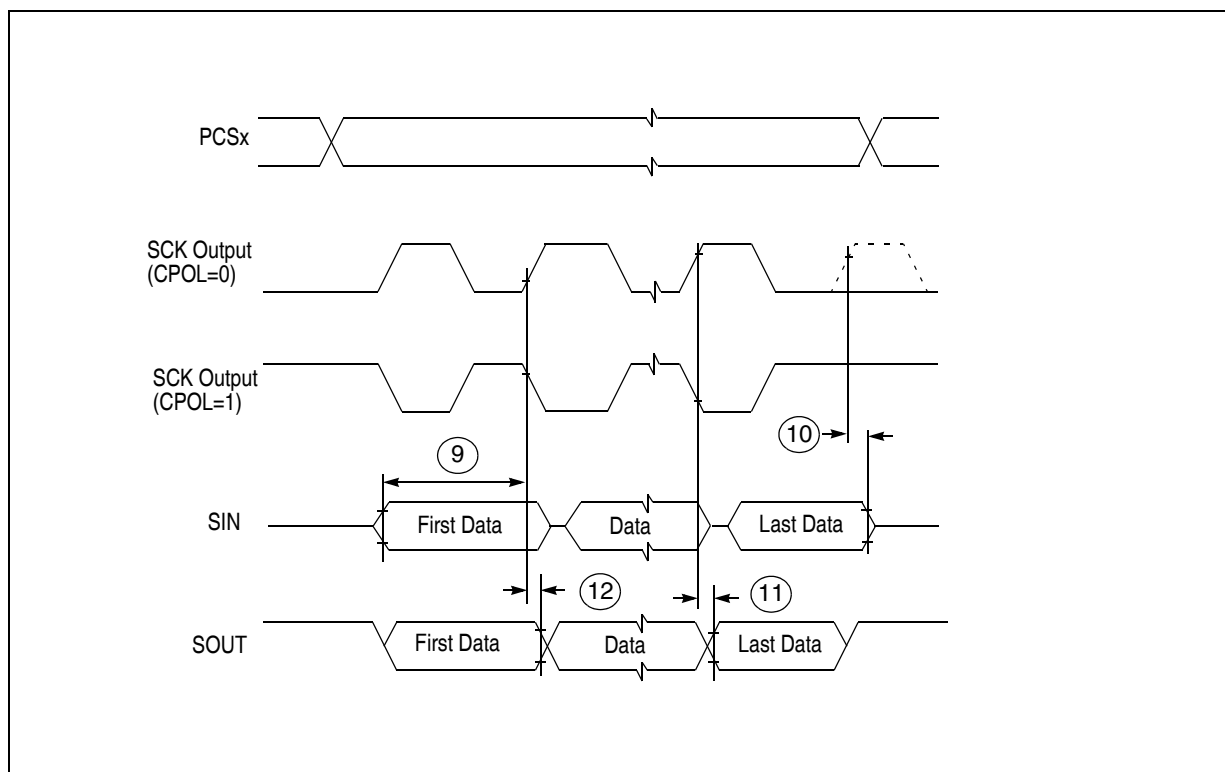 PCSx
SCK Output
(CPOL=0)
SCK Output
(CPOL=1)
10
9
SIN
First Data
Data
Last Data
12
11
SOUT
First Data
Data
Last Data